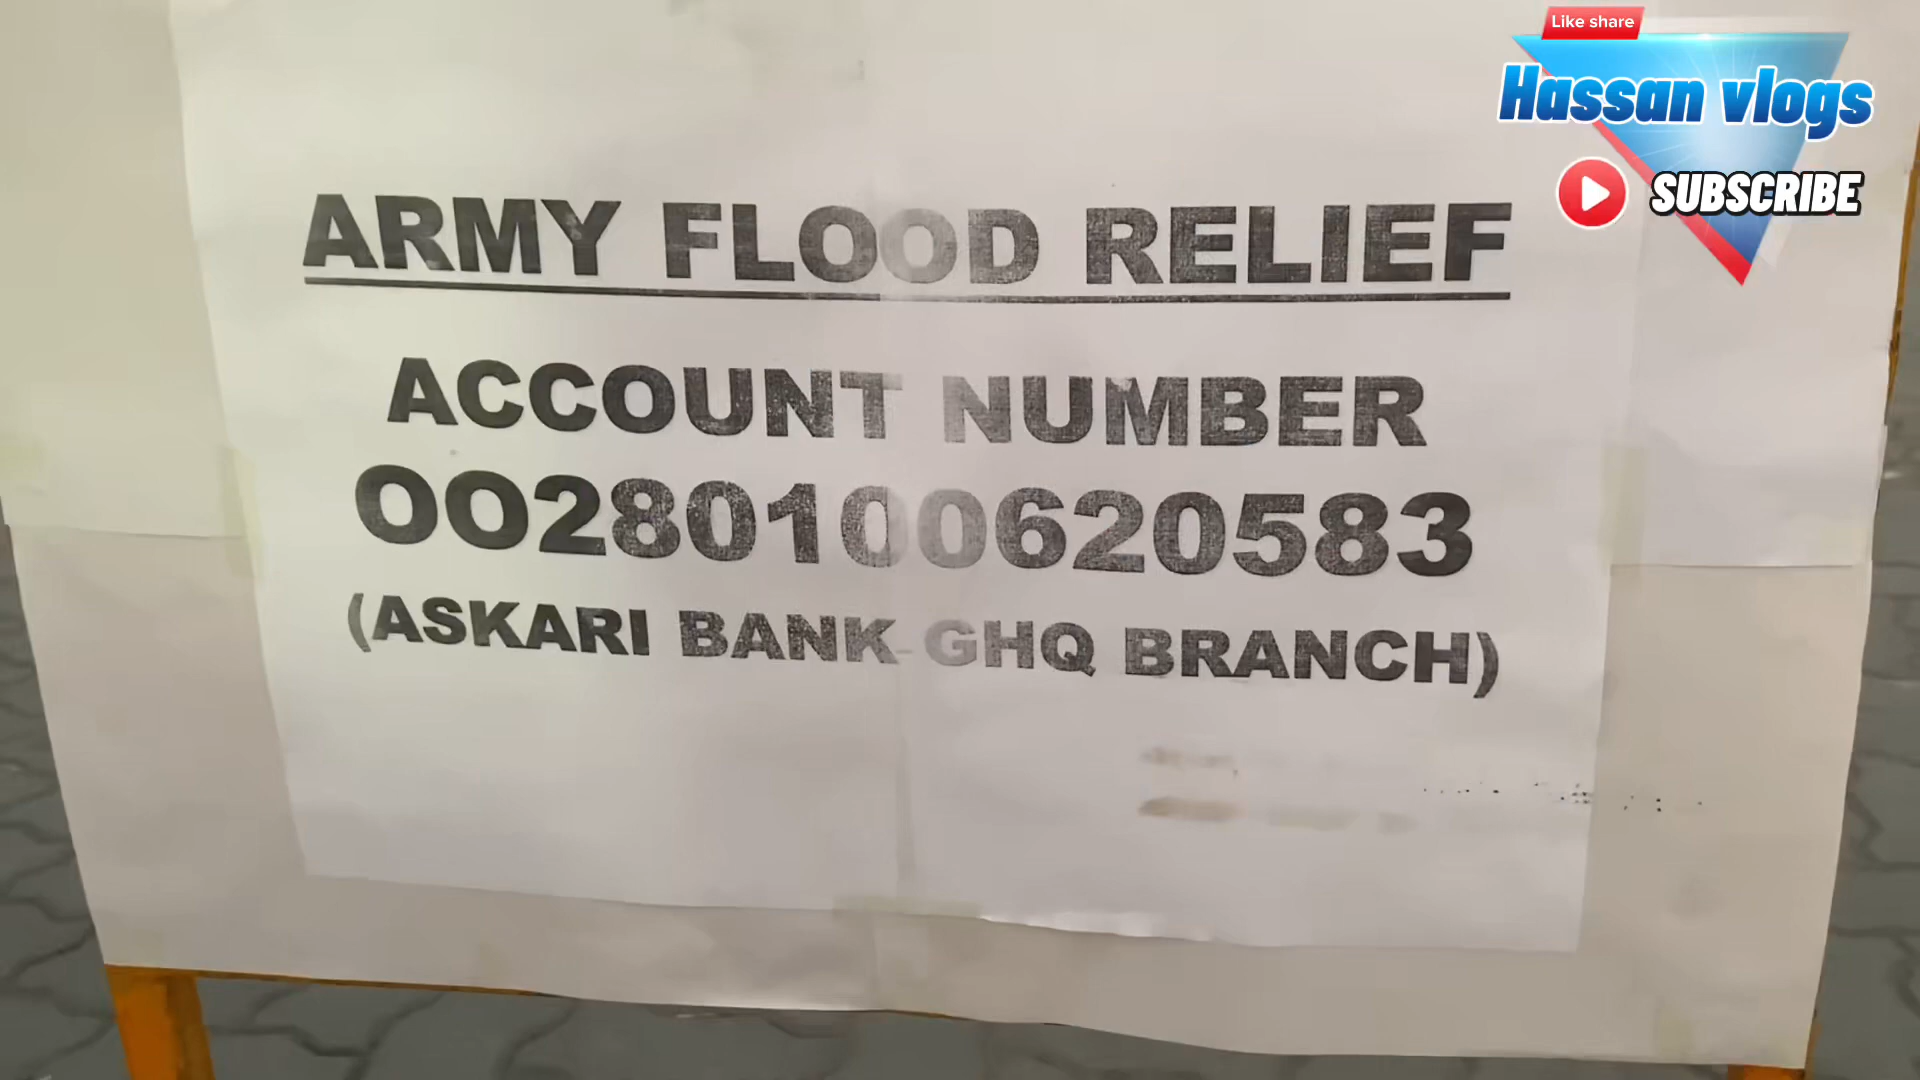 Like share
Hassan vlogs
SUBSCRIBE
ARMY FLOOD RELIEF
ACCOUNT NUMBER
00280100620583
(ASKARI BANK-GHQ BRANCH)